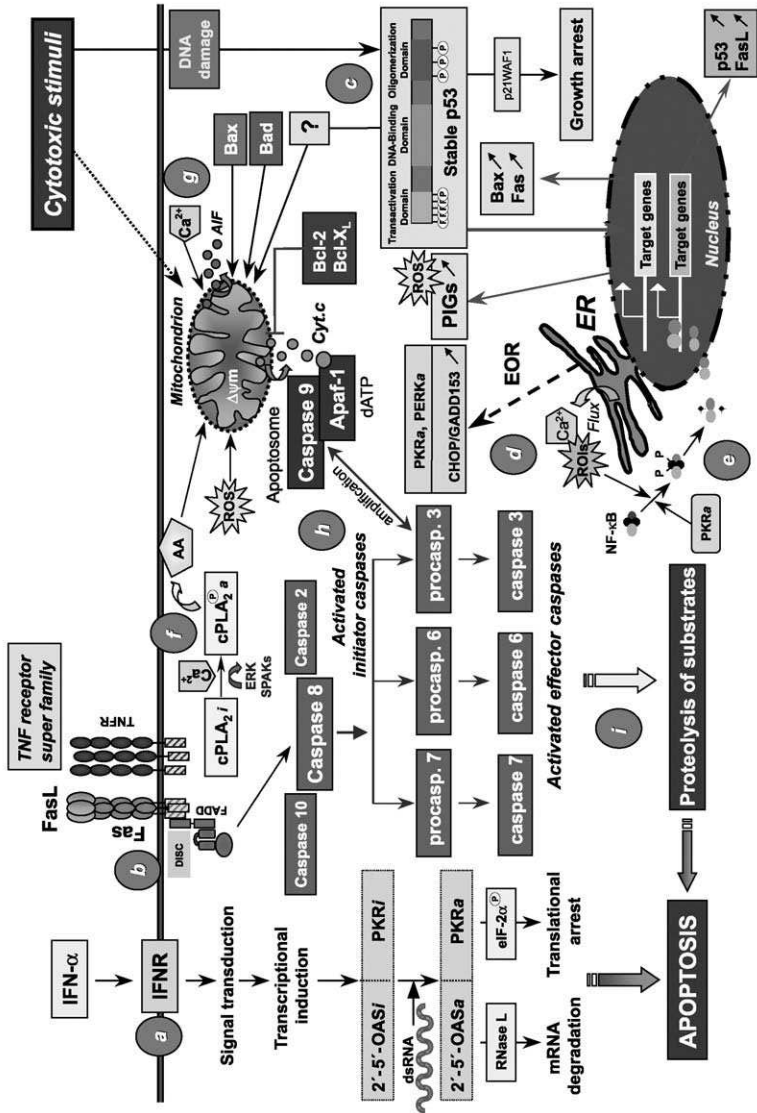 Cytotoxic stimuli
TNF receptor
super family
FasL
TNFR
Fas
IFN-α
a
IFNR
Signal transduction
Transcriptional
induction
2´-5´-OASi
PKRi
dsRNA
2´-5´-OASa
PKRa
RNase L
eIF-2α
P
mRNA
degradation
Translational
arrest
APOPTOSIS
b
DISC
FADD
Caspase 10
Caspase 8
Caspase 2
Activated
initiator caspases
procasp. 7
procasp. 6
procasp. 3
caspase 7
caspase 6
caspase 3
Activated effector caspases
i
Proteolysis of substrates
f
cPLA2 i
Ca2+
ERK
SPAKs
cPLA2 a
P
AA
ROS
Mitochondrion
Δψm
g
Ca2+
AIF
Cyt.c
Apoptosome
Caspase 9
Apaf-1
dATP
h
amplification
Bcl-2
Bcl-XL
Bax
Bad
?
DNA
damage
c
Transactivation
Domain
DNA-Binding
Domain
Oligomerization
Domain
P
P
P
Stable p53
p21WAF1
Growth arrest
Bax
Fas
ROS
PIGs
p53
FasL
PKRa, PERKa
CHOP/GADD153
d
EOR
ER
Ca2+
Flux
ROIs
NF-κB
P
P
PKRa
e
Target genes
Target genes
Nucleus